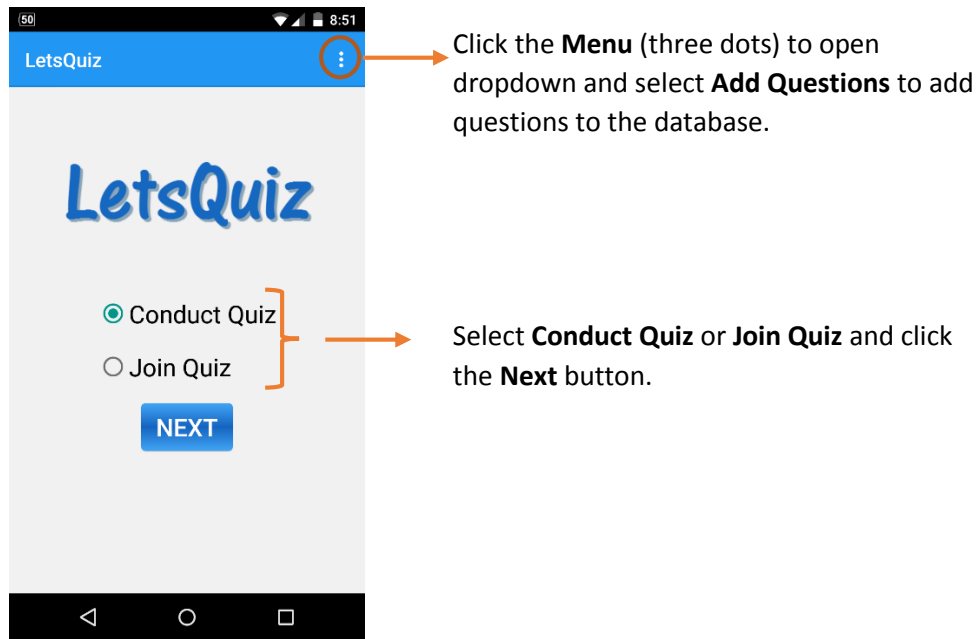 50
8:51
LetsQuiz
Click the Menu (three dots) to open
dropdown and select Add Questions to add
questions to the database.
LetsQuiz
Conduct Quiz
Join Quiz
Select Conduct Quiz or Join Quiz and click
the Next button.
NEXT